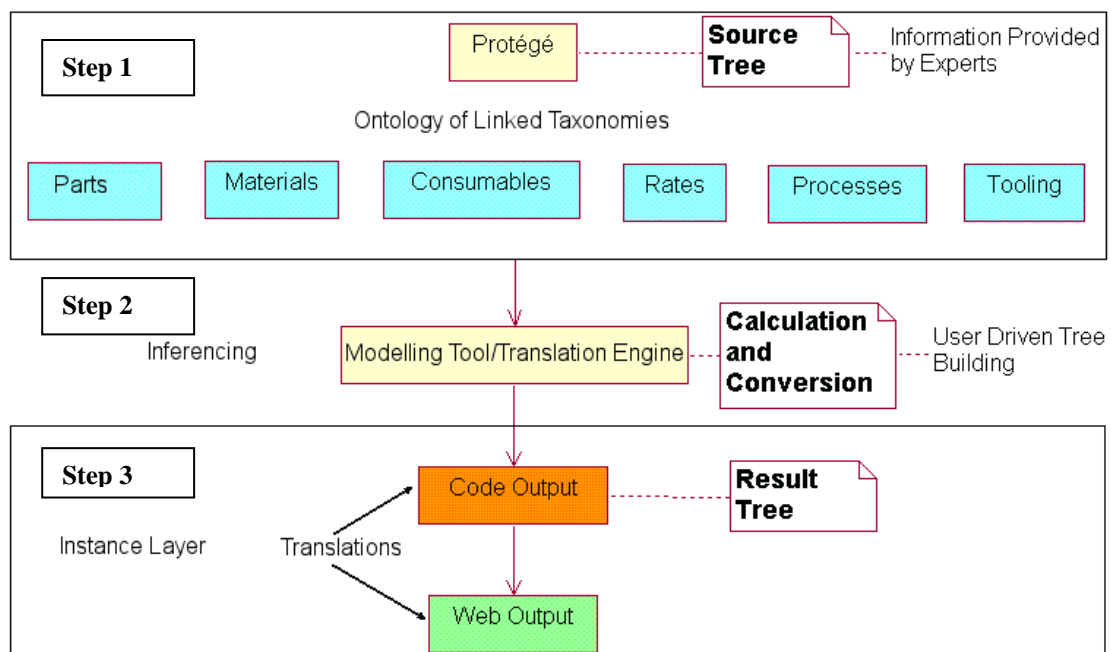 Step 1
Protégé
Source
Tree
Information Provided
by Experts
Ontology of Linked Taxonomies
Parts
Materials
Consumables
Rates
Processes
Tooling
Step 2
Inferencing
Modelling Tool/Translation Engine
Calculation
and
Conversion
User Driven Tree
Building
Step 3
Code Output
Result
Tree
Instance Layer
Translations
Web Output